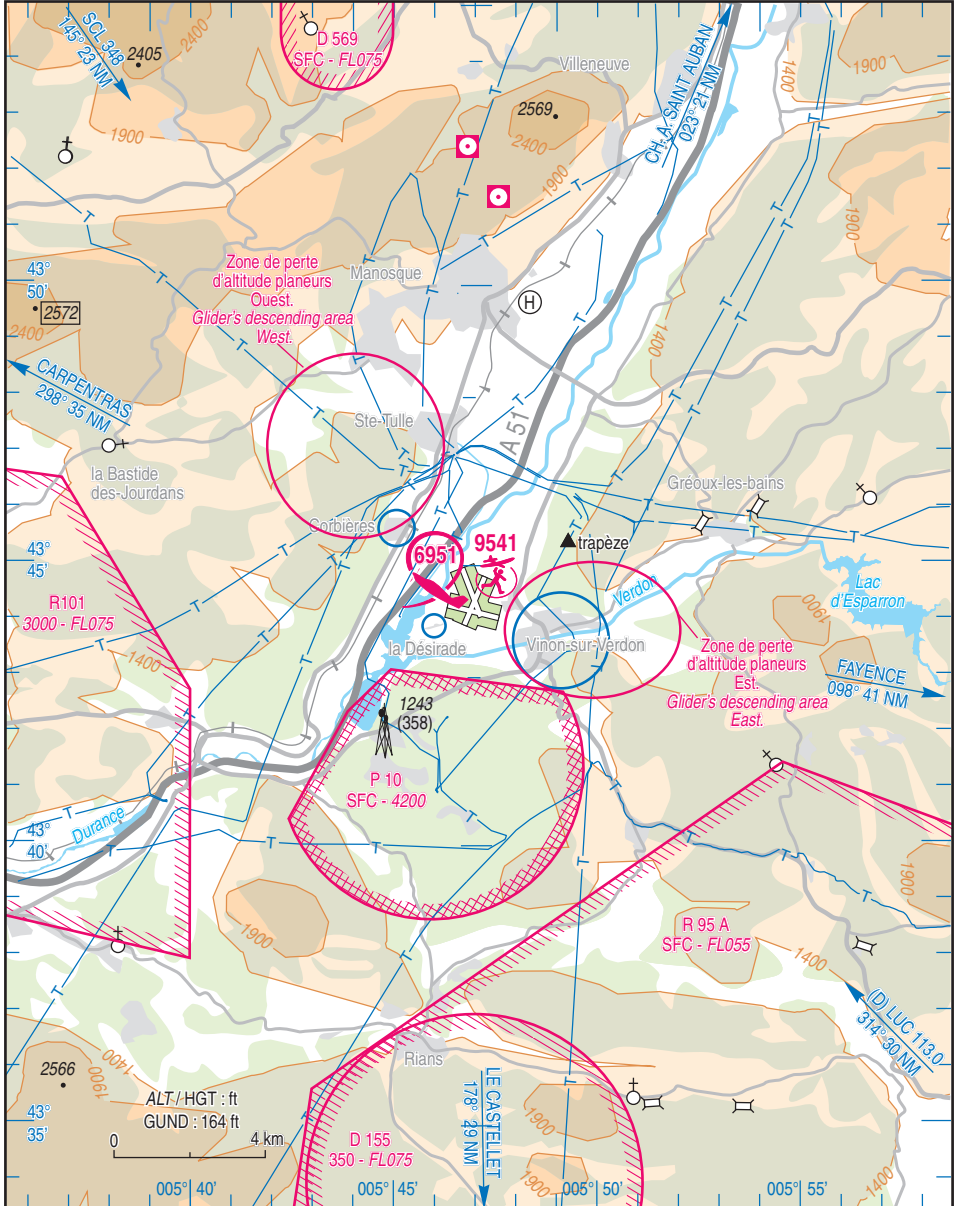 SCL 348
145° 23 NM
2405
2400
D 569
SFC - FL075
Villeneuve
CH. A. SAINT AUBAN
023° 21 NM
1400
1900
1900
2569
2400
1900
1900
43°
50'
2572
2400
Zone de perte
d'altitude planeurs
Ouest.
Glider's descending area
West.
Manosque
H
1400
CARPENTRAS
298° 35 NM
Ste-Tulle
A 51
la Bastide
des-Jourdans
Gréoux-les-bains
Corbières
43°
45'
6951
9541
trapèze
Verdon
Lac
d'Esparron
1900
R101
3000 - FL075
1400
la Désirade
Vinon-sur-Verdon
Zone de perte
d'altitude planeurs
Est.
Glider's descending area
East.
FAYENCE
098° 41 NM
1243
(358)
P 10
SFC - 4200
Durance
43°
40'
1900
1900
R 95 A
SFC - FL055
1400
(D) LUC 113.0
314° 30 NM
Rians
2566
1400
1900
ALT / HGT : ft
GUND : 164 ft
0
4 km
43°
35'
LE CASTELLET
178° 29 NM
D 155
350 - FL075
1900
1900
1400
005° 40'
005° 45'
005° 50'
005° 55'
T T T T T T T T T T T T T T T T T T T T